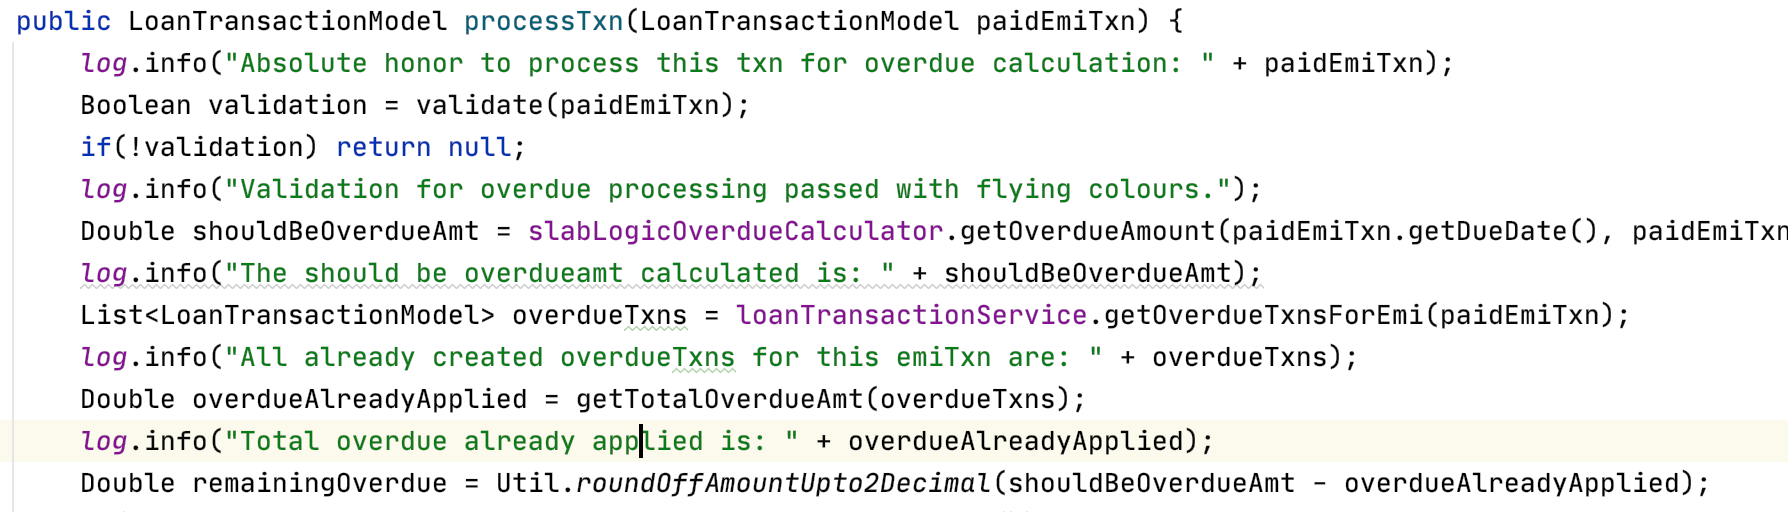 public LoanTransactionModel processTxn(LoanTransactionModel paidEmiTxn) {
log.info("Absolute honor to process this txn for overdue calculation: " + paidEmiTxn);
Boolean validation = validate(paidEmiTxn);
if(!validation) return null;
log.info("Validation for overdue processing passed with flying colours.");
Double shouldBeOverdueAmt = slabLogicOverdueCalculator.getOverdueAmount(paidEmiTxn.getDueDate(), paidEmiTxn
log.info("The should be overdueamt calculated is: " + shouldBeOverdueAmt);
List<LoanTransactionModel> overdueTxns = loanTransactionService.getOverdueTxnsForEmi(paidEmiTxn);
log.info("All already created overdueTxns for this emiTxn are: " + overdueTxns);
Double overdueAlreadyApplied = getTotalOverdueAmt(overdueTxns);
log.info("Total overdue already applied is: " + overdueAlreadyApplied);
Double remainingOverdue = Util.roundOffAmountUpto2Decimal(shouldBeOverdueAmt - overdueAlreadyApplied);